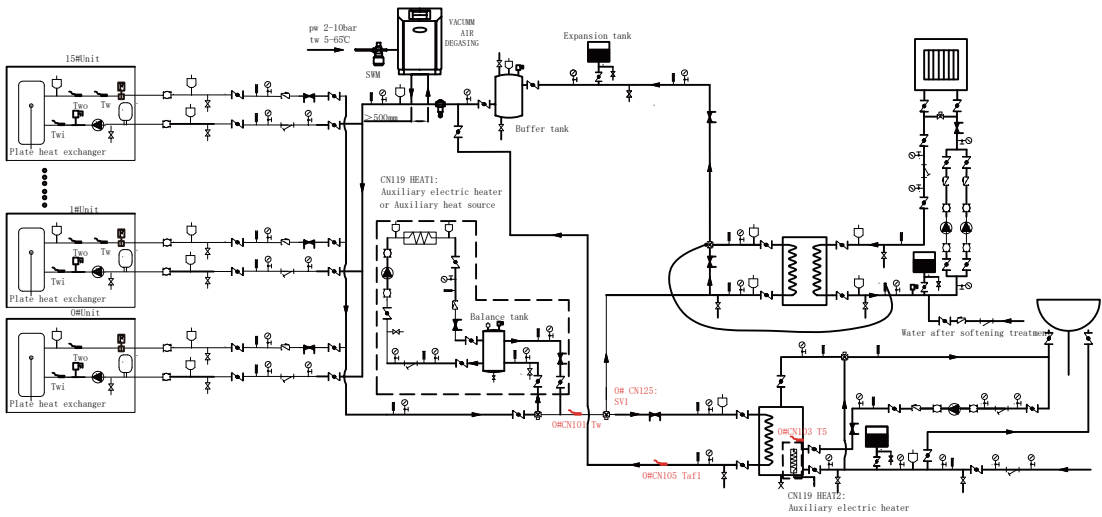 pw 2-10bar
tw 5-65℃
SWM
VACUMM
AIR
DEGASING
Expansion tank
15#Unit
Two
Tw
Twi
Plate heat exchanger
>500mm
Buffer tank
CN119 HEAT1:
Auxiliary electric heater
or Auxiliary heat source
1#Unit
Two
Tw
Plate heat exchanger
0#Unit
Balance tank
Two
Tw
Twi
Plate heat exchanger
Water after softening treatment
0# CN125:
SV1
0#CN101 Tw
0#CN103 T5
0#CN105 Taf1
CN119 HEAT2:
Auxiliary electric heater